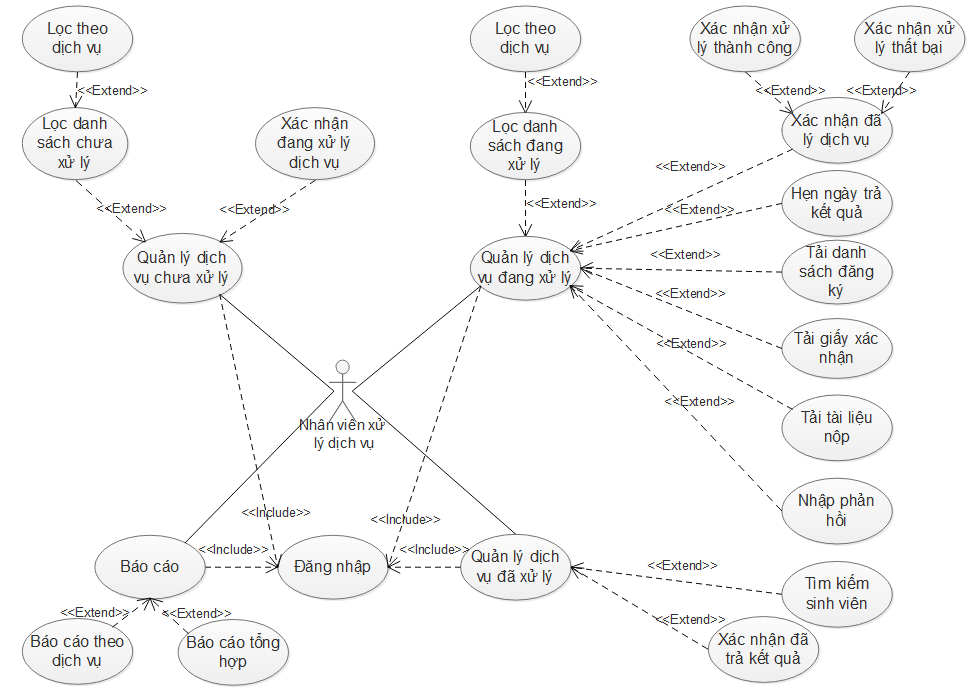 Lọc theo
dịch vụ
Lọc theo
dịch vụ
Xác nhận xử
lý thành công
Xác nhận xử
lý thất bại
<<Extend>>
<<Extend>>
<<Extend>>
<<Extend>>
Lọc danh
sách chưa
xử lý
Xác nhận
đang xử lý
dịch vụ
Lọc danh
sách đang
xử lý
Xác nhận đã
lý dịch vụ
<<Extend>>
<<Extend>>
<<Extend>>
<<Extend>>
<<Extend>>
Hẹn ngày trả
kết quả
Quản lý dịch
vụ chưa xử lý
Quản lý dịch
vụ đang xử lý
<<Extend>>
Tải danh
sách đăng
ký
<<Extend>>
<<Extend>>
Tải giấy xác
nhận
<<Extend>>
Nhân viên xử
lý dịch vụ
Tải tài liệu
nộp
Nhập phản
hồi
<<Include>>
<<Include>>
<<Include>>
<<Include>>
Báo cáo
Đăng nhập
Quản lý dịch
vụ đã xử lý
<<Extend>>
Tìm kiếm
sinh viên
<<Extend>>
<<Extend>>
<<Extend>>
Báo cáo theo
dịch vụ
Báo cáo tổng
hợp
Xác nhận đã
trả kết quả